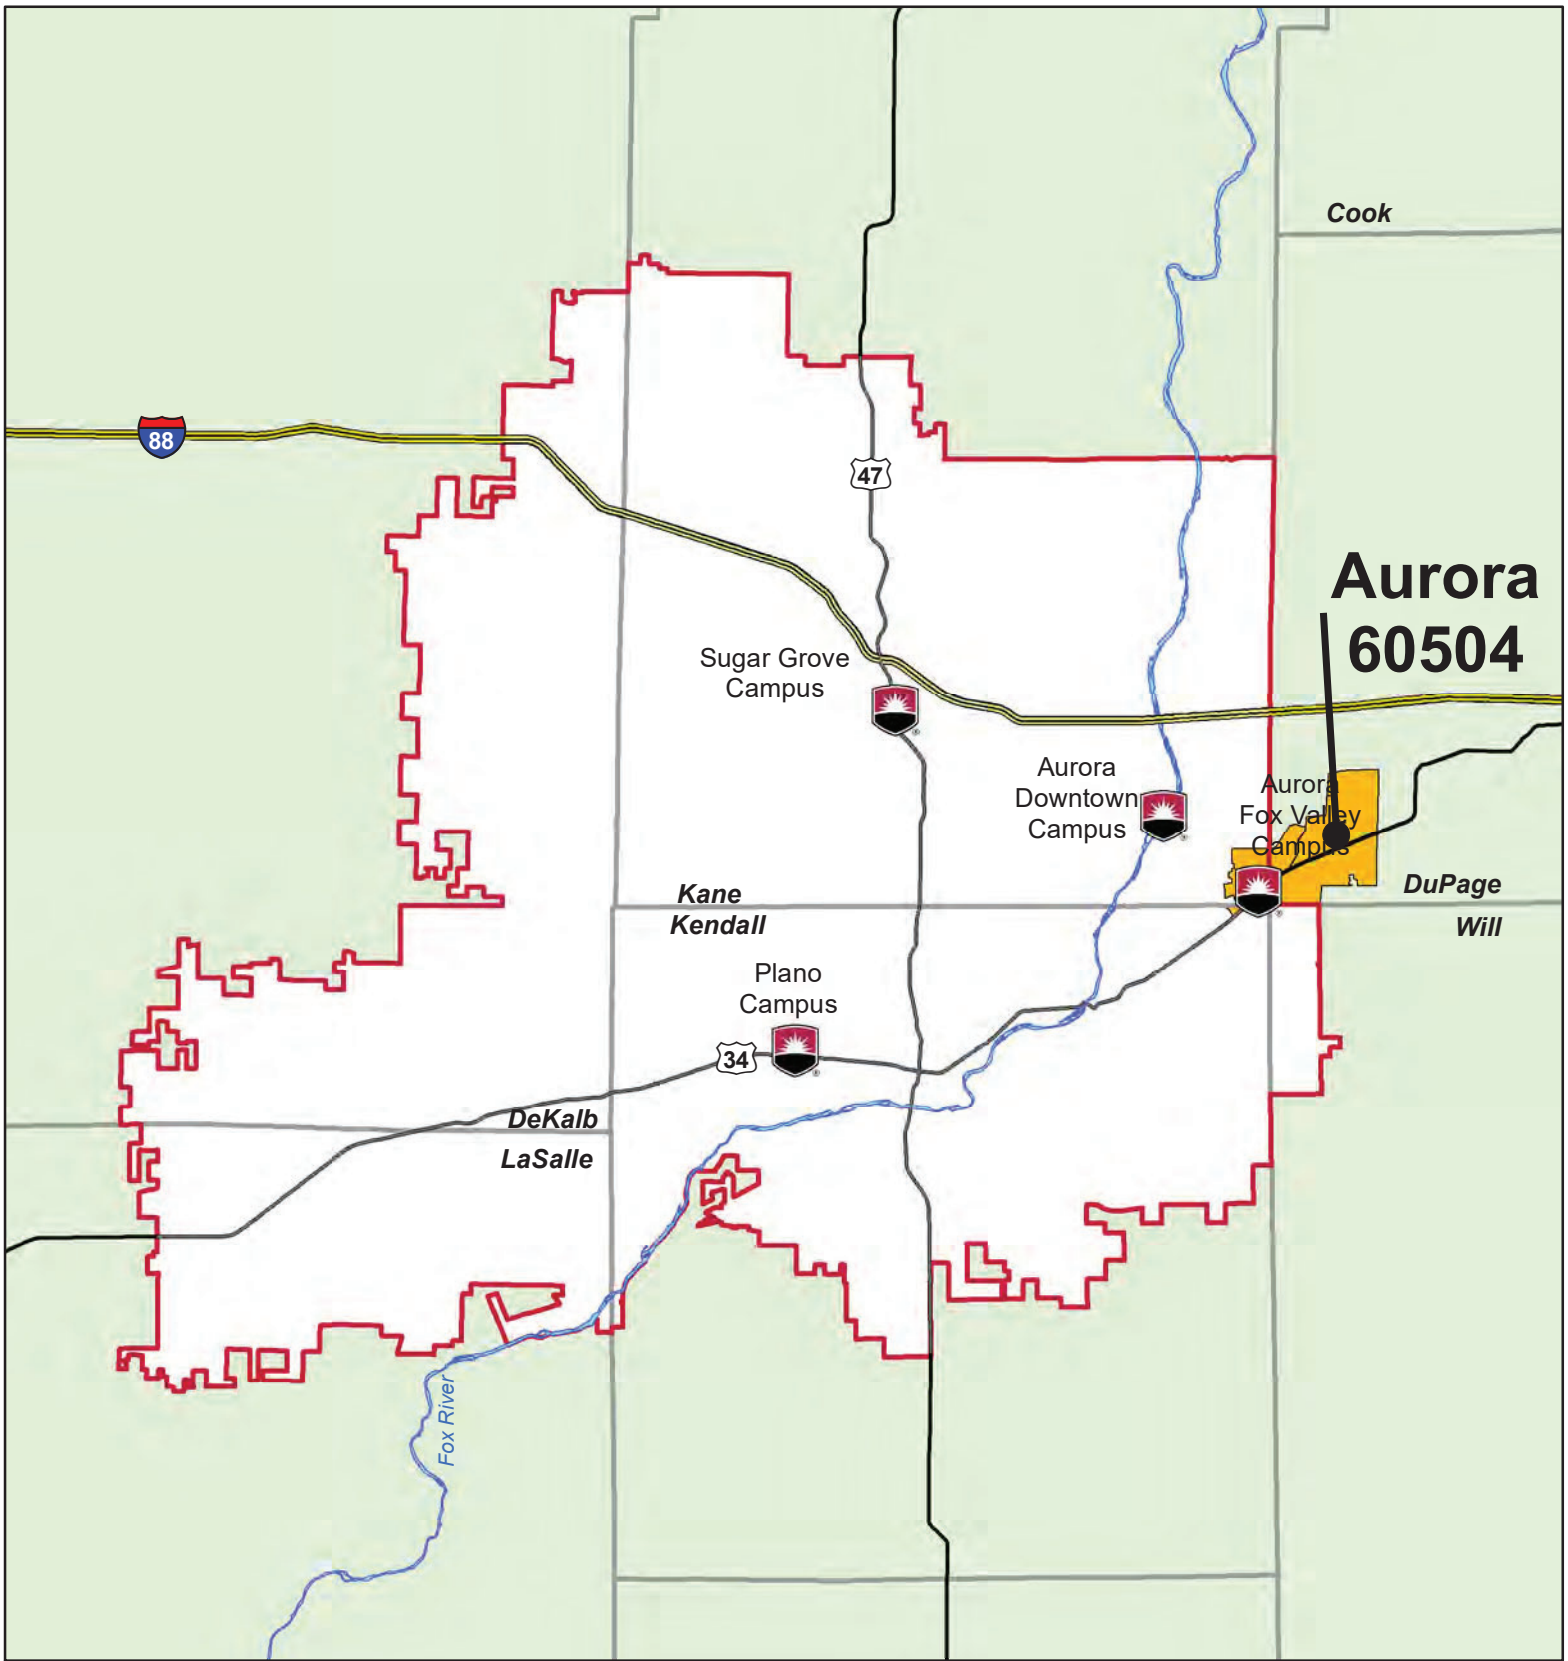 Cook
88
47
Aurora
60504
Sugar Grove
Campus
Aurora
Downtown
Campus
Aurora
Fox Valley
Campus
Kane
Kendall
DuPage
Will
Plano
Campus
34
DeKalb
LaSalle
Fox River